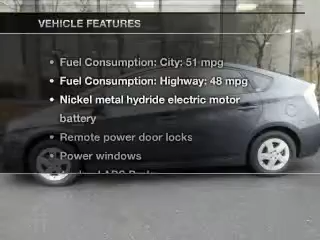 VEHICLE FEATURES
• Fuel Consumption: City: 51 mpg
• Fuel Consumption: Highway: 48 mpg
• Nickel metal hydride electric motor
battery
• Remote power door locks
• Power windows